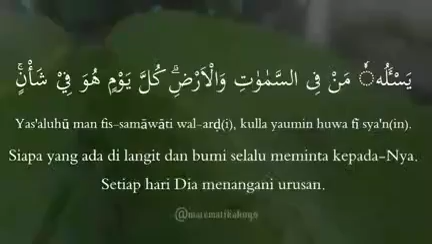 يَسْـَٔلُهٗ مَنْ فِى السَّمٰوٰتِ وَالْاَرْضِۗ كُلَّ يَوْمٍ هُوَ فِيْ شَأْنٍۚ
Yas'aluhū man fis-samāwāti wal-arḍ(i), kulla yaumin huwa fī sya'n(in).
Siapa yang ada di langit dan bumi selalu meminta kepada-Nya.
Setiap hari Dia menangani urusan.